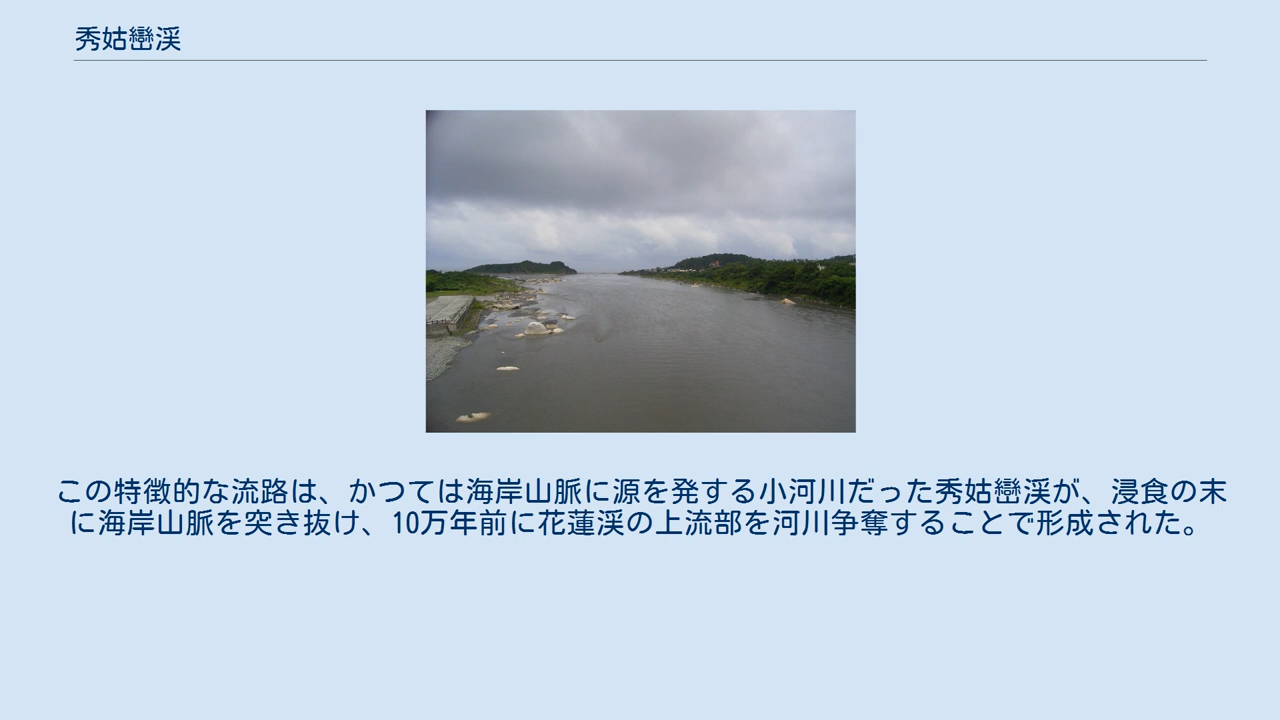 秀姑巒渓
この特徴的な流路は、かつては海岸山脈に源を発する小河川だった秀姑巒渓が、浸食の末
に海岸山脈を突き抜け、10万年前に花蓮渓の上流部を河川争奪することで形成された。